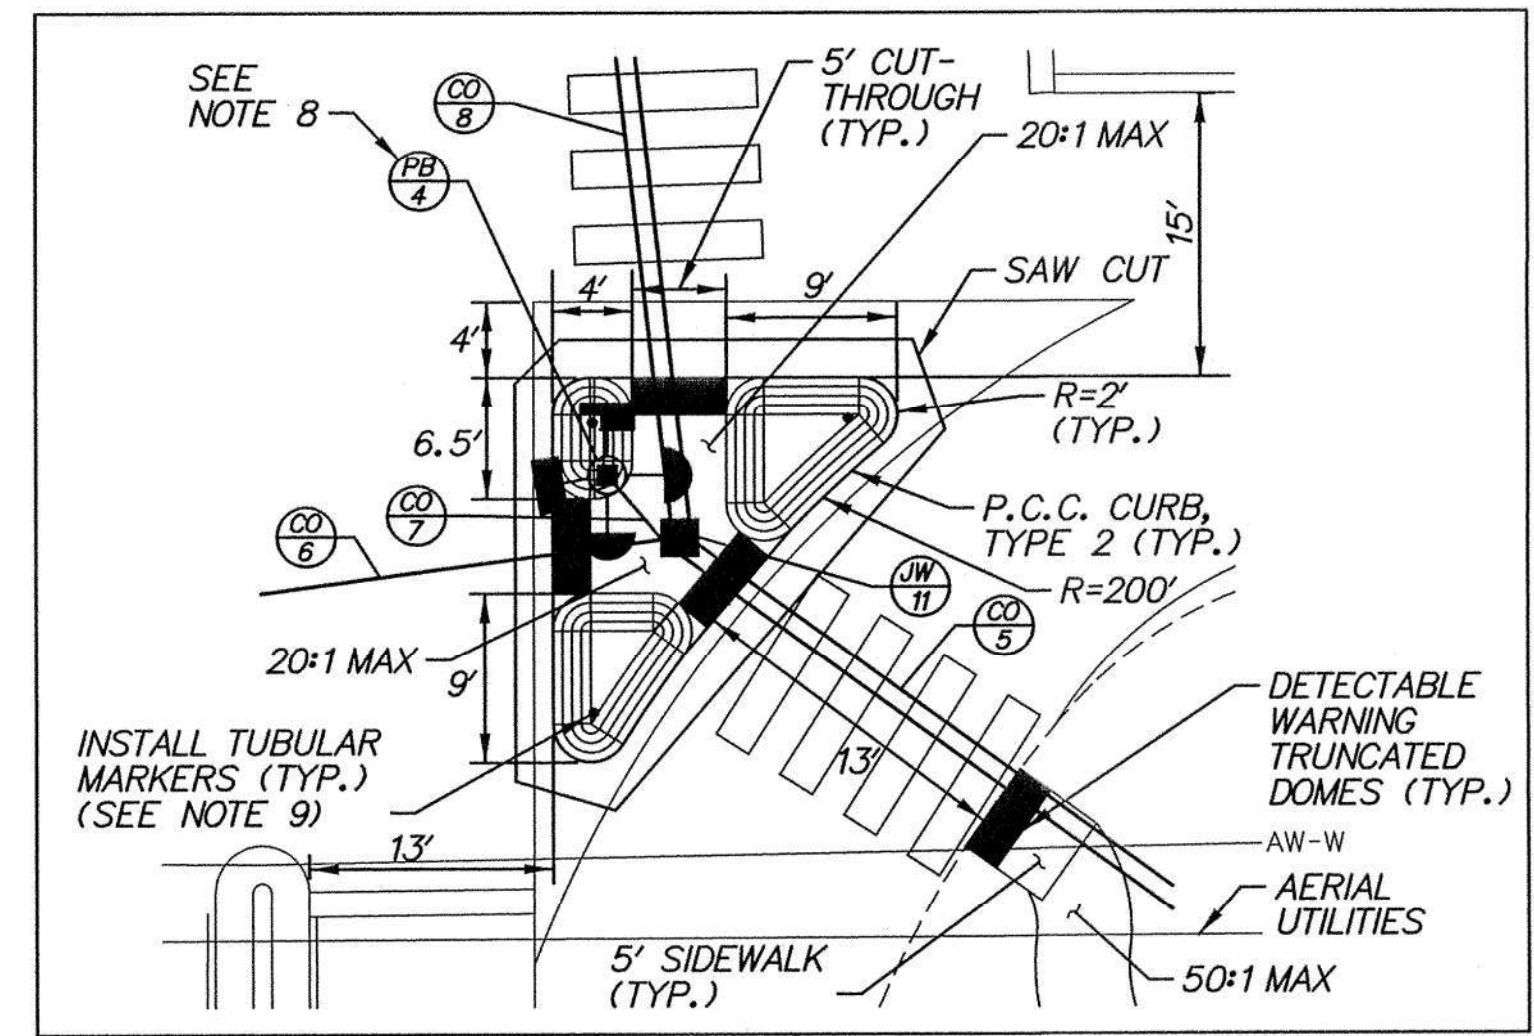 SEE
NOTE 8
CO
8
5' CUT-
THROUGH
(TYP.)
20:1 MAX
PB
4
15'
SAW CUT
4'
9'
4'
R=2'
(TYP.)
6.5'
CO
7
P.C.C. CURB,
TYPE 2 (TYP.)
CO
6
JW
11
R=200'
CO
5
20:1 MAX
9'
DETECTABLE
WARNING
TRUNCATED
DOMES (TYP.)
INSTALL TUBULAR
MARKERS (TYP.)
(SEE NOTE 9)
13'
13'
AW-W
AERIAL
UTILITIES
5' SIDEWALK
(TYP.)
50:1 MAX